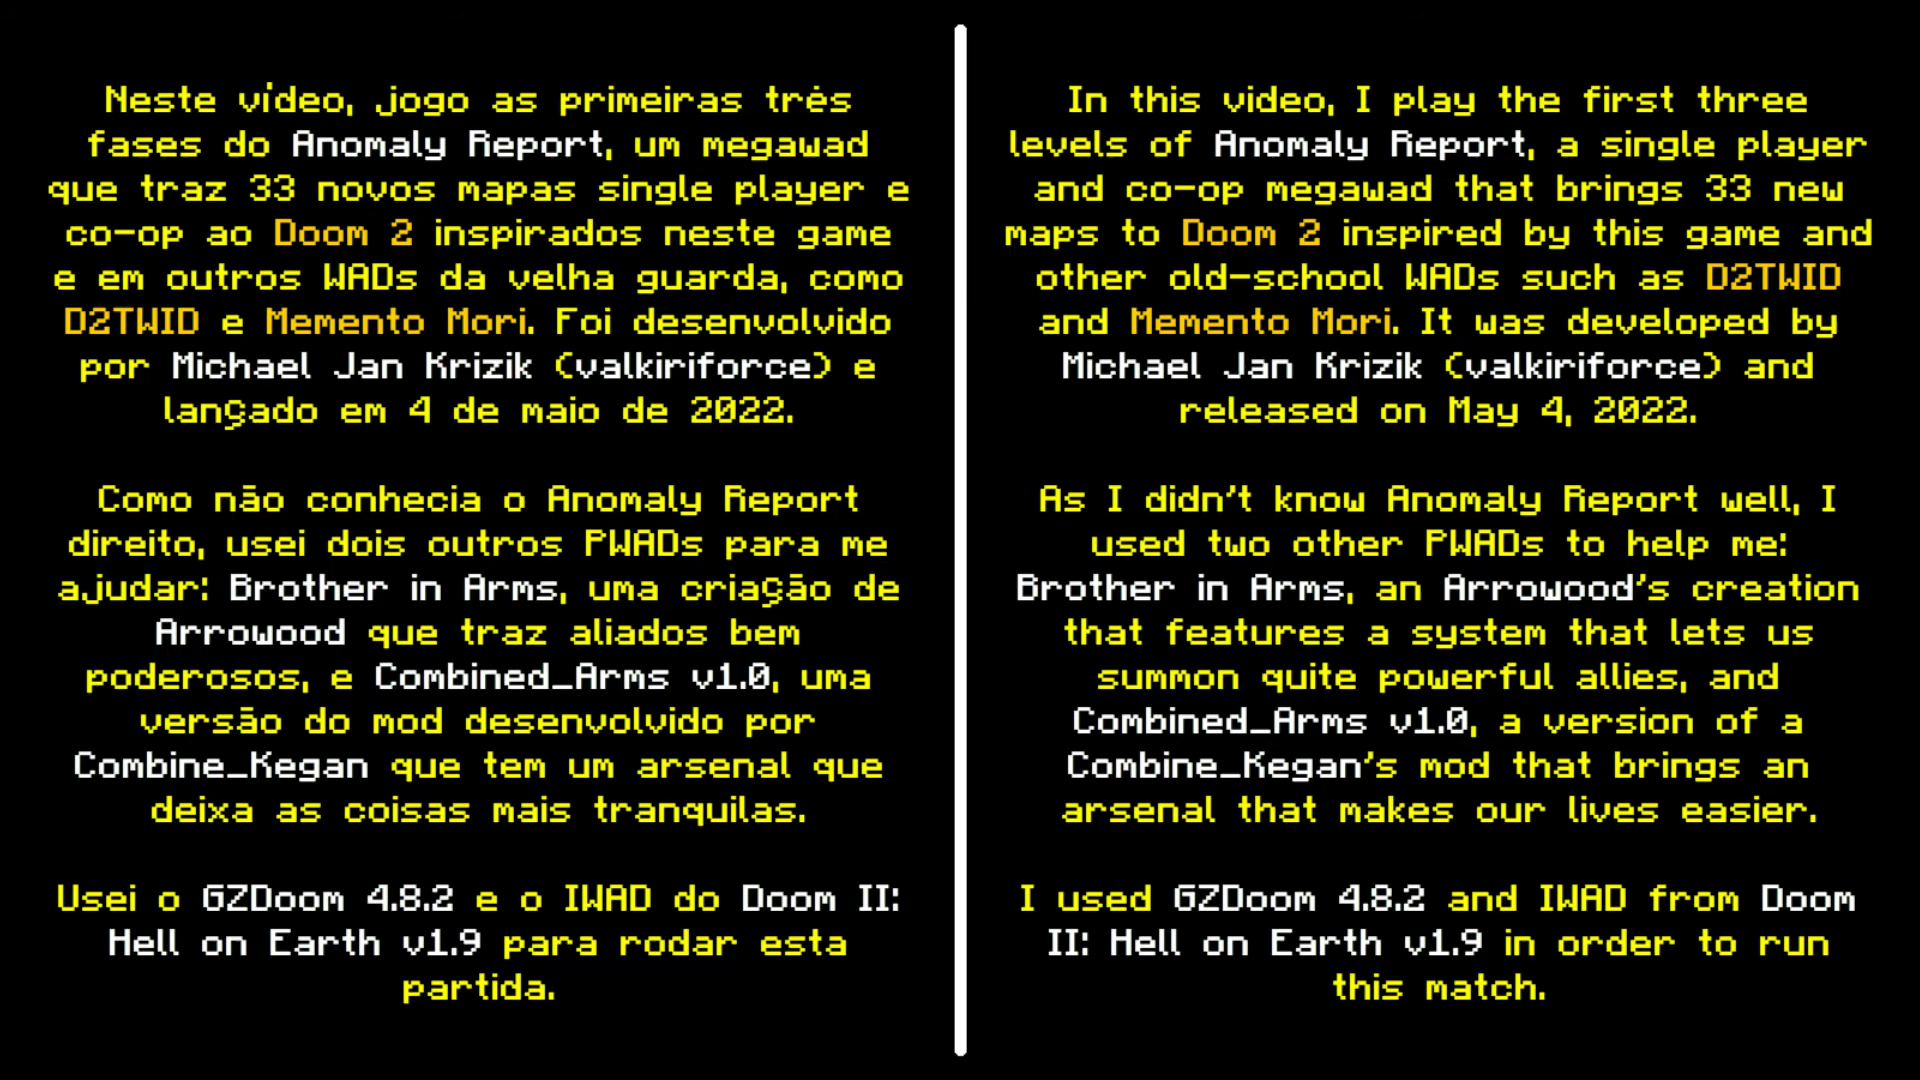 Neste vídeo, jogo as primeiras três
fases do Anomaly Report, um megawad
que traz 33 novos mapas single player e
co-op ao Doom 2 inspirados neste game
e em outros WADs da velha guarda, como
D2TWID e Memento Mori. Foi desenvolvido
por Michael Jan Krizik (valkiriforce) e
lançado em 4 de maio de 2022.
Como não conhecia o Anomaly Report
direito, usei dois outros PWADs para me
ajudar: Brother in Arms, uma criação de
Arrowood que traz aliados bem
poderosos, e Combined_Arms v1.0, uma
versão do mod desenvolvido por
Combine_Kegan que tem um arsenal que
deixa as coisas mais tranquilas.
Usei o GZDoom 4.8.2 e o IWAD do Doom II:
Hell on Earth v1.9 para rodar esta
partida.
In this video, I play the first three
levels of Anomaly Report, a single player
and co-op megawad that brings 33 new
maps to Doom 2 inspired by this game and
other old-school WADs such as D2TWID
and Memento Mori. It was developed by
Michael Jan Krizik (valkiriforce) and
released on May 4, 2022.
As I didn't know Anomaly Report well, I
used two other PWADs to help me:
Brother in Arms, an Arrowood's creation
that features a system that lets us
summon quite powerful allies, and
Combined_Arms v1.0, a version of a
Combine_Kegan's mod that brings an
arsenal that makes our lives easier.
I used GZDoom 4.8.2 and IWAD from Doom
II: Hell on Earth v1.9 in order to run
this match.